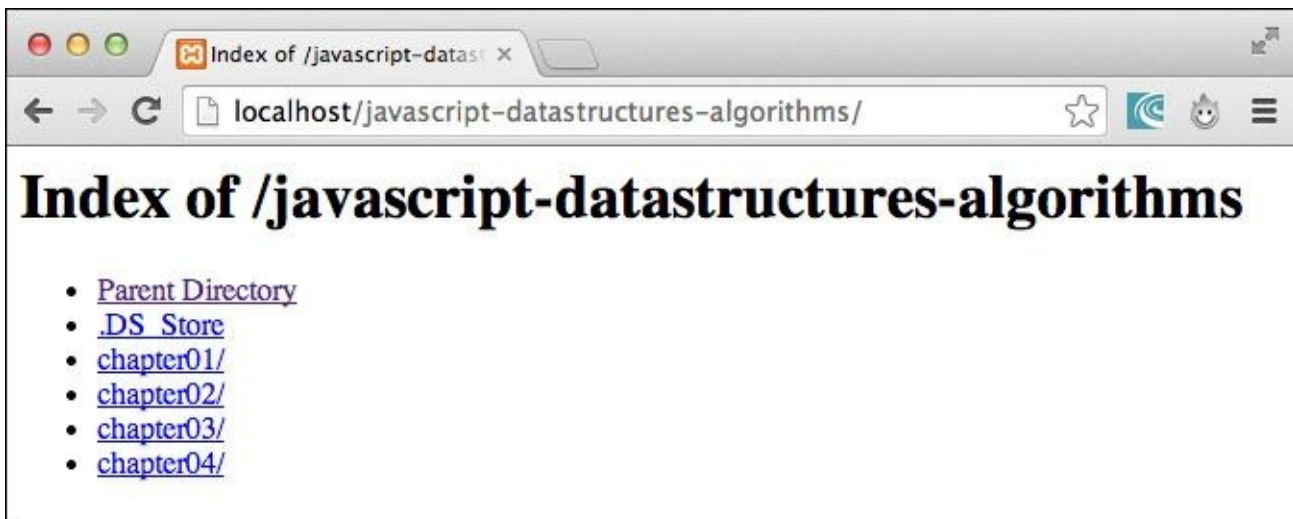 Index of /javascript-datast
localhost/javascript-datastructures-algorithms/
Index of /javascript-datastructures-algorithms
• Parent Directory
• .DS_Store
• chapter01/
• chapter02/
• chapter03/
• chapter04/